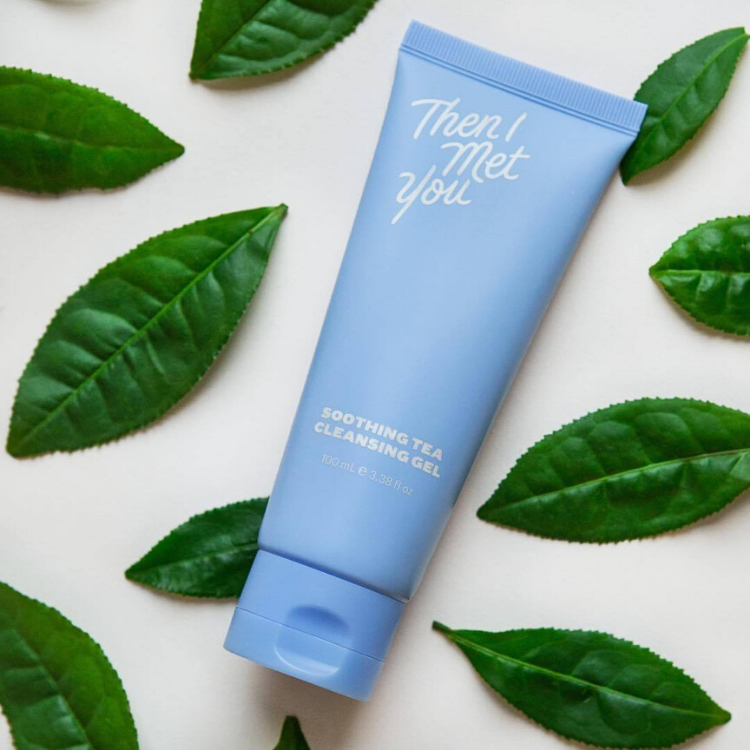 Then I
Met
You
SOOTHING TEA
CLEANSING GEL
100 mL ℮ 3.38 fl oz